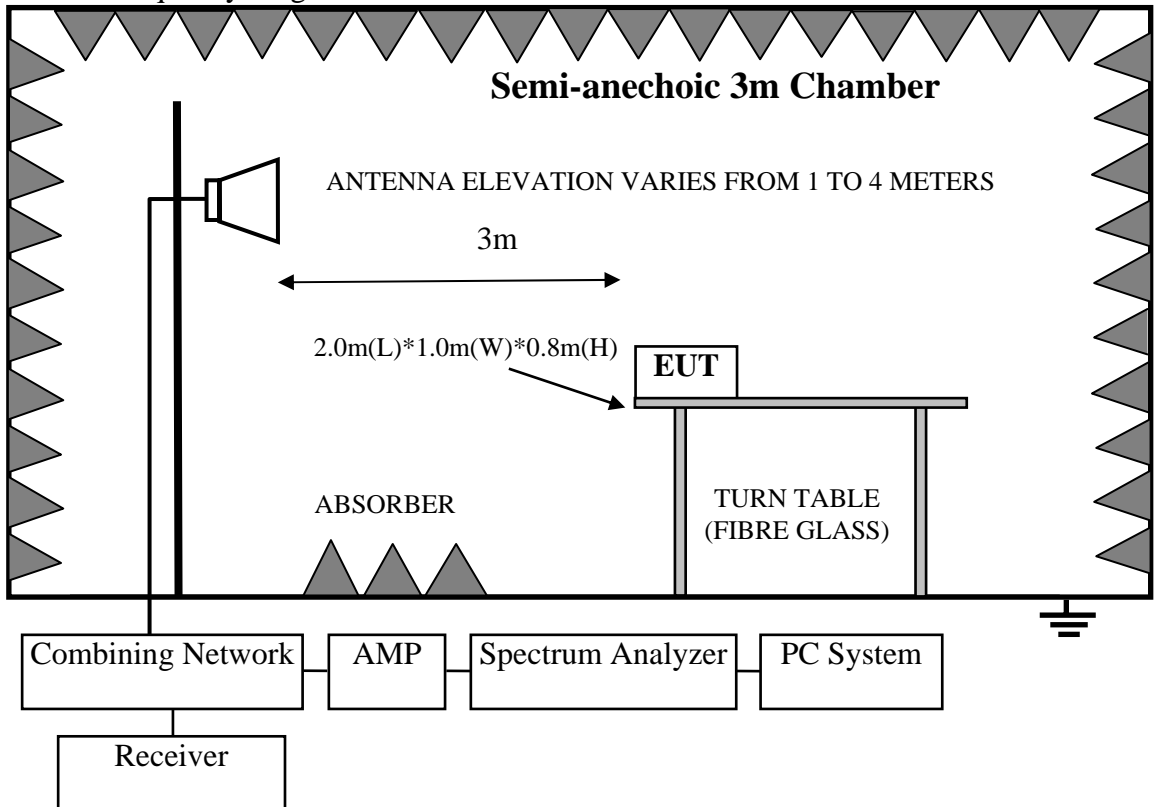 Semi-anechoic 3m Chamber
ANTENNA ELEVATION VARIES FROM 1 TO 4 METERS
3m
2.0m(L)*1.0m(W)*0.8m(H)
EUT
ABSORBER
TURN TABLE
(FIBRE GLASS)
Combining Network
AMP
Spectrum Analyzer
PC System
Receiver